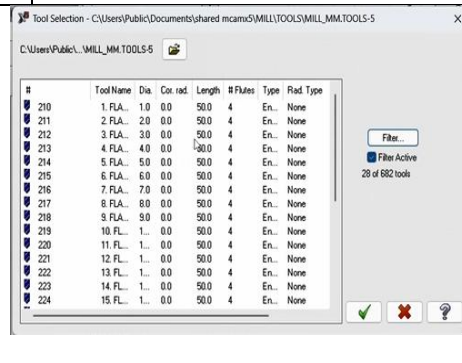 Tool Selection - C:\Users\Public\Documents\shared mcamx5\MILL\TOOLS\MILL_MM.TOOLS-5
C:\Users\Public\...\MILL_MM.TOOLS-5
# Tool Name Dia. Cor. rad. Length # Flutes Type Rad. Type
210 1. FLA... 1.0 0.0 50.0 4 En... None
211 2. FLA... 2.0 0.0 50.0 4 En... None
212 3. FLA... 3.0 0.0 50.0 4 En... None
213 4. FLA... 4.0 0.0 50.0 4 En... None
214 5. FLA... 5.0 0.0 50.0 4 En... None
215 6. FLA... 6.0 0.0 50.0 4 En... None
216 7. FLA... 7.0 0.0 50.0 4 En... None
217 8. FLA... 8.0 0.0 50.0 4 En... None
218 9. FLA... 9.0 0.0 50.0 4 En... None
219 10. FL... 1... 0.0 50.0 4 En... None
220 11. FL... 1... 0.0 50.0 4 En... None
221 12. FL... 1... 0.0 50.0 4 En... None
222 13. FL... 1... 0.0 50.0 4 En... None
223 14. FL... 1... 0.0 50.0 4 En... None
224 15. FL... 1... 0.0 50.0 4 En... None
Filter...
Filter Active
28 of 682 tools